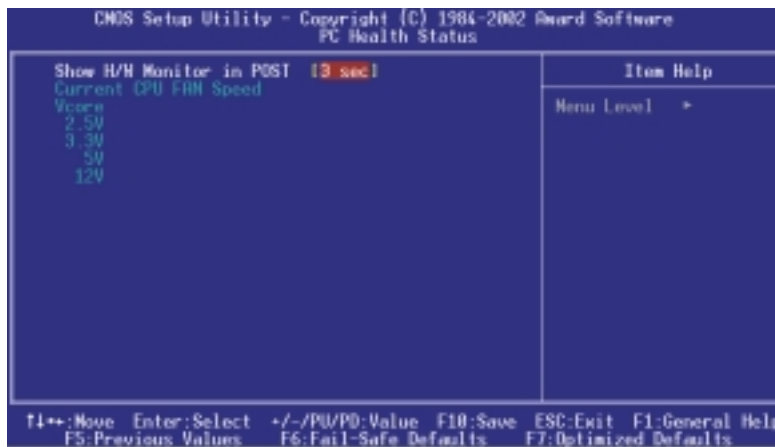 CMOS Setup Utility - Copyright (C) 1984-2002 Award Software
PC Health Status
Show H/W Monitor in POST [3 sec]
Current CPU FAN Speed
Vcore
2.5V
3.3V
5V
12V
Item Help
Menu Level ►
↑↓→←:Move Enter:Select +/-/PU/PD:Value F10:Save ESC:Exit F1:General Hel
F5:Previous Values F6:Fail-Safe Defaults F7:Optimized Defaults